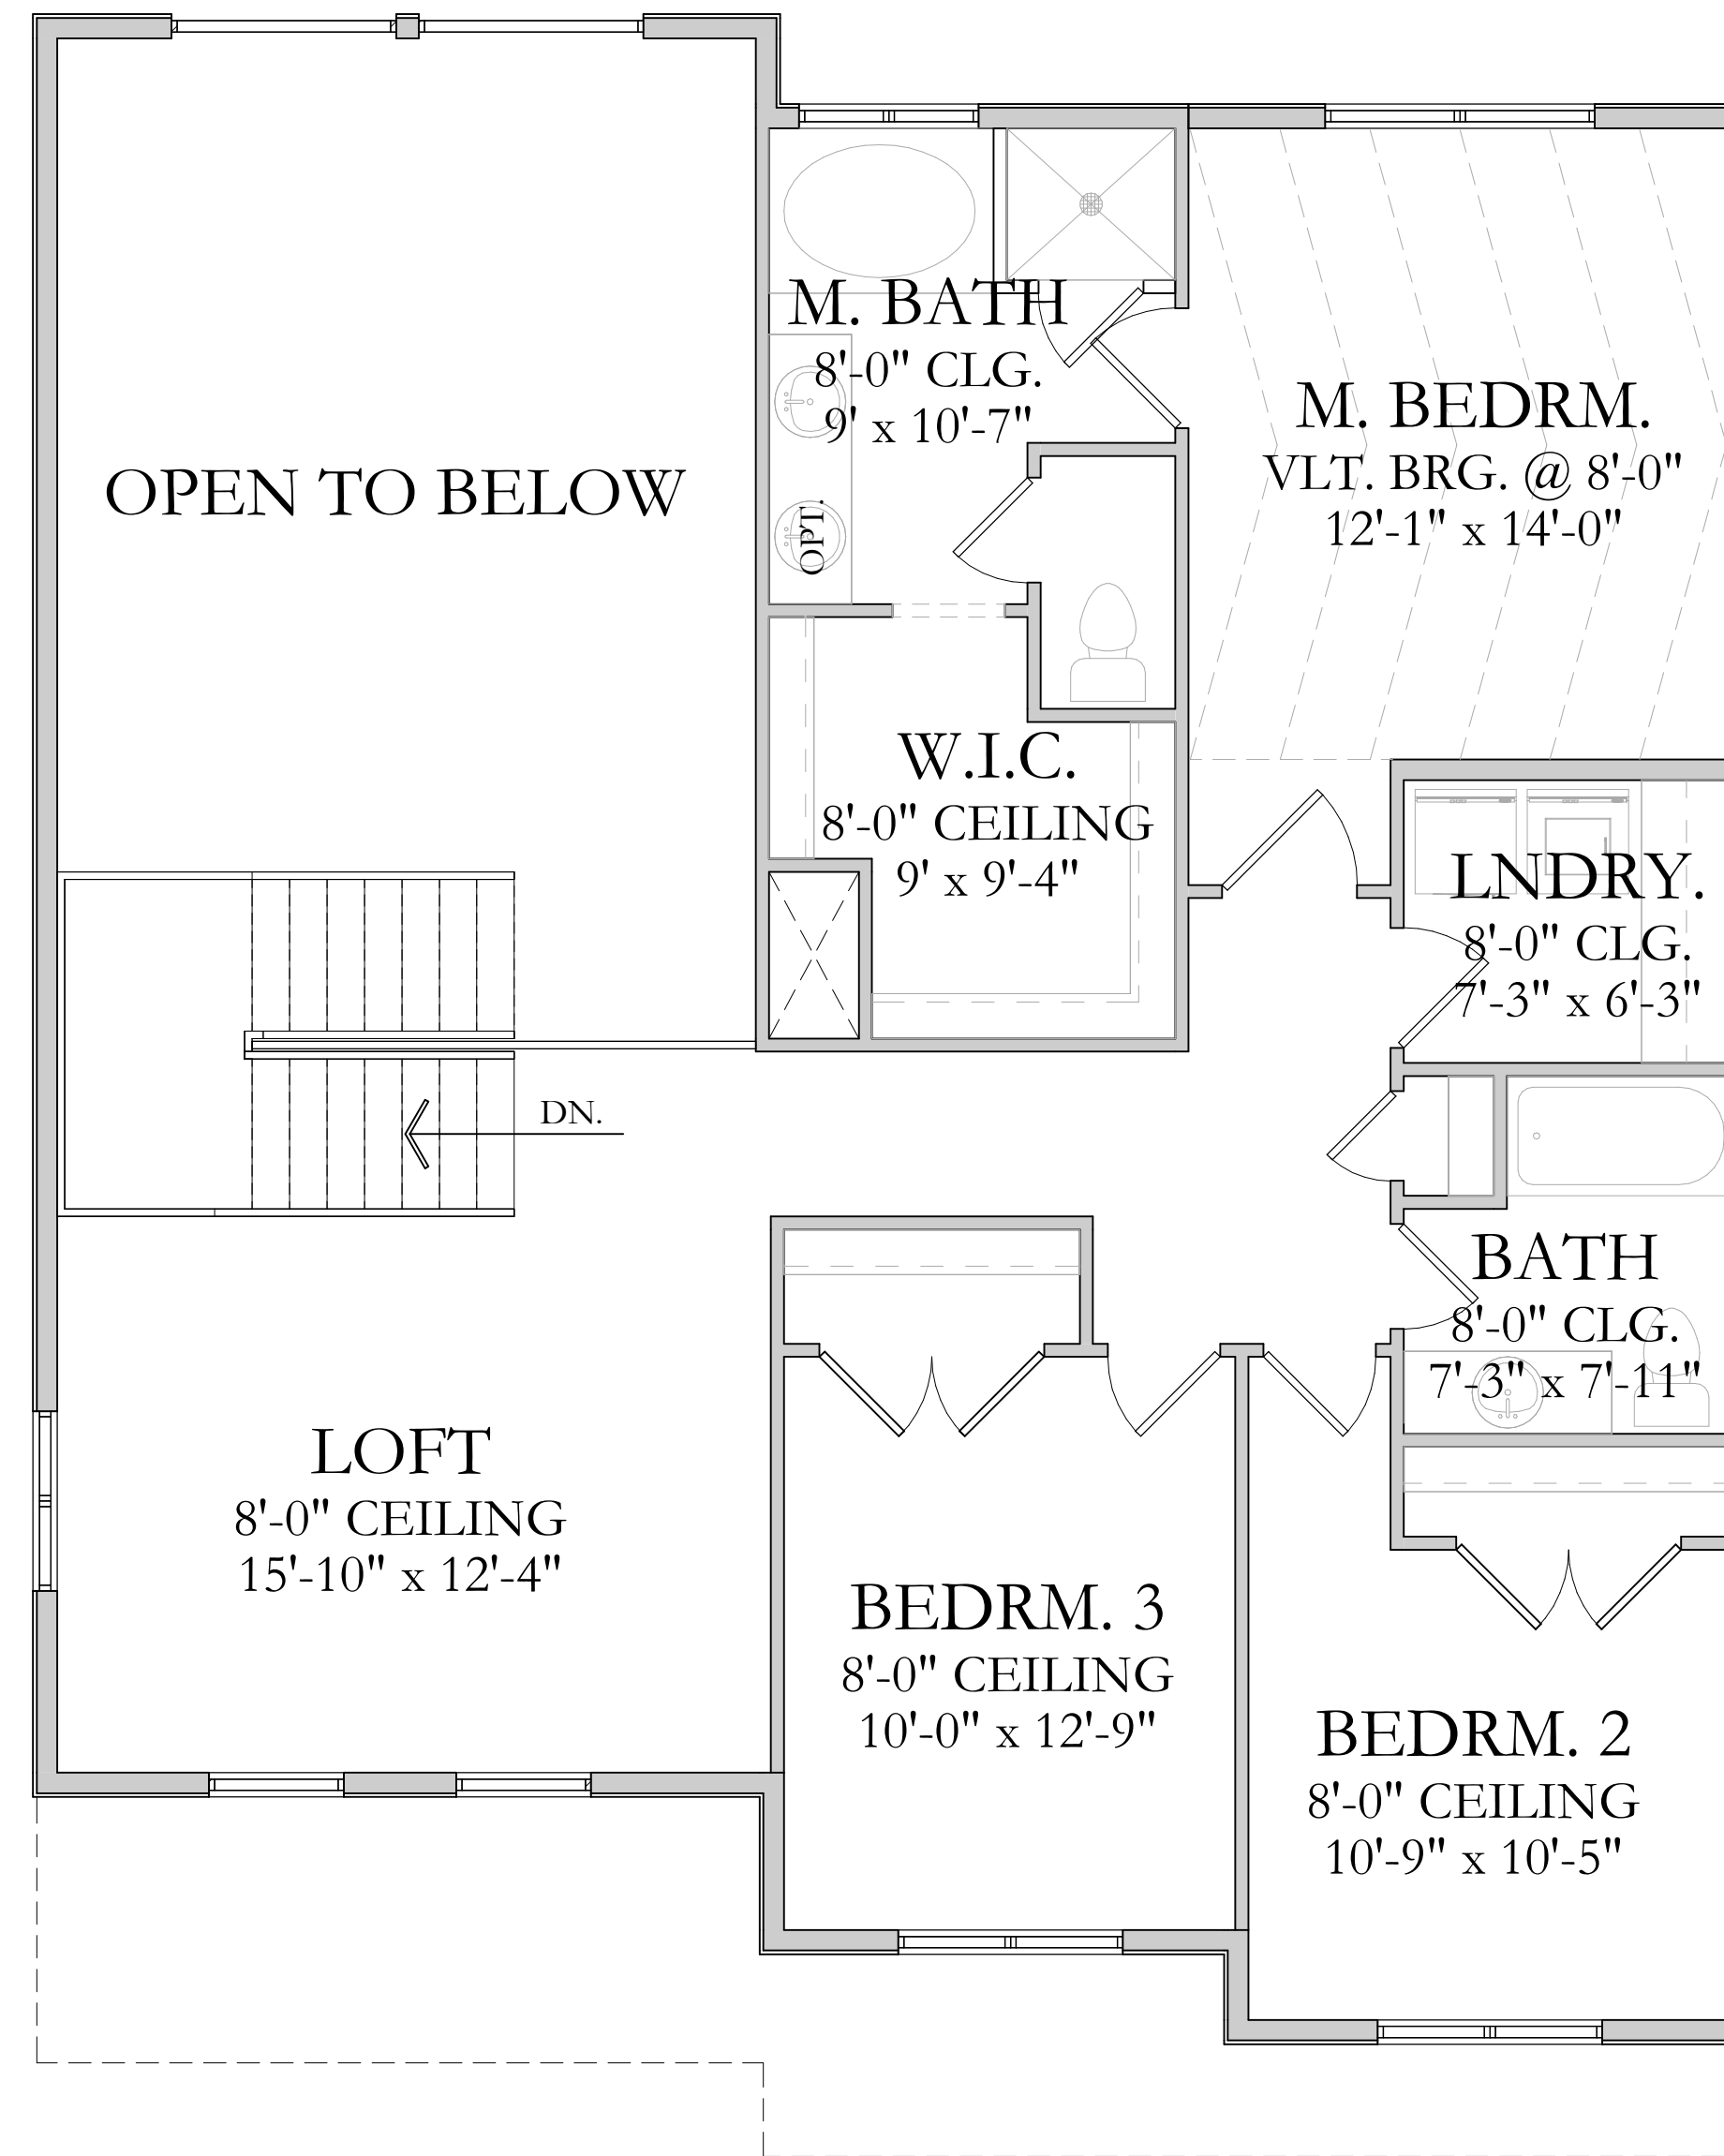 M. BATH
8'-0" CLG.
9' x 10'-7"
OPT.
M. BEDRM.
VLT. BRG. @ 8'-0"
12'-1" x 14'-0"
OPEN TO BELOW
W.I.C.
8'-0" CEILING
9' x 9'-4"
LNDRY.
8'-0" CLG.
7'-3" x 6'-3"
DN.
BATH
8'-0" CLG.
7'-3" x 7'-11"
LOFT
8'-0" CEILING
15'-10" x 12'-4"
BEDRM. 3
8'-0" CEILING
10'-0" x 12'-9"
BEDRM. 2
8'-0" CEILING
10'-9" x 10'-5"